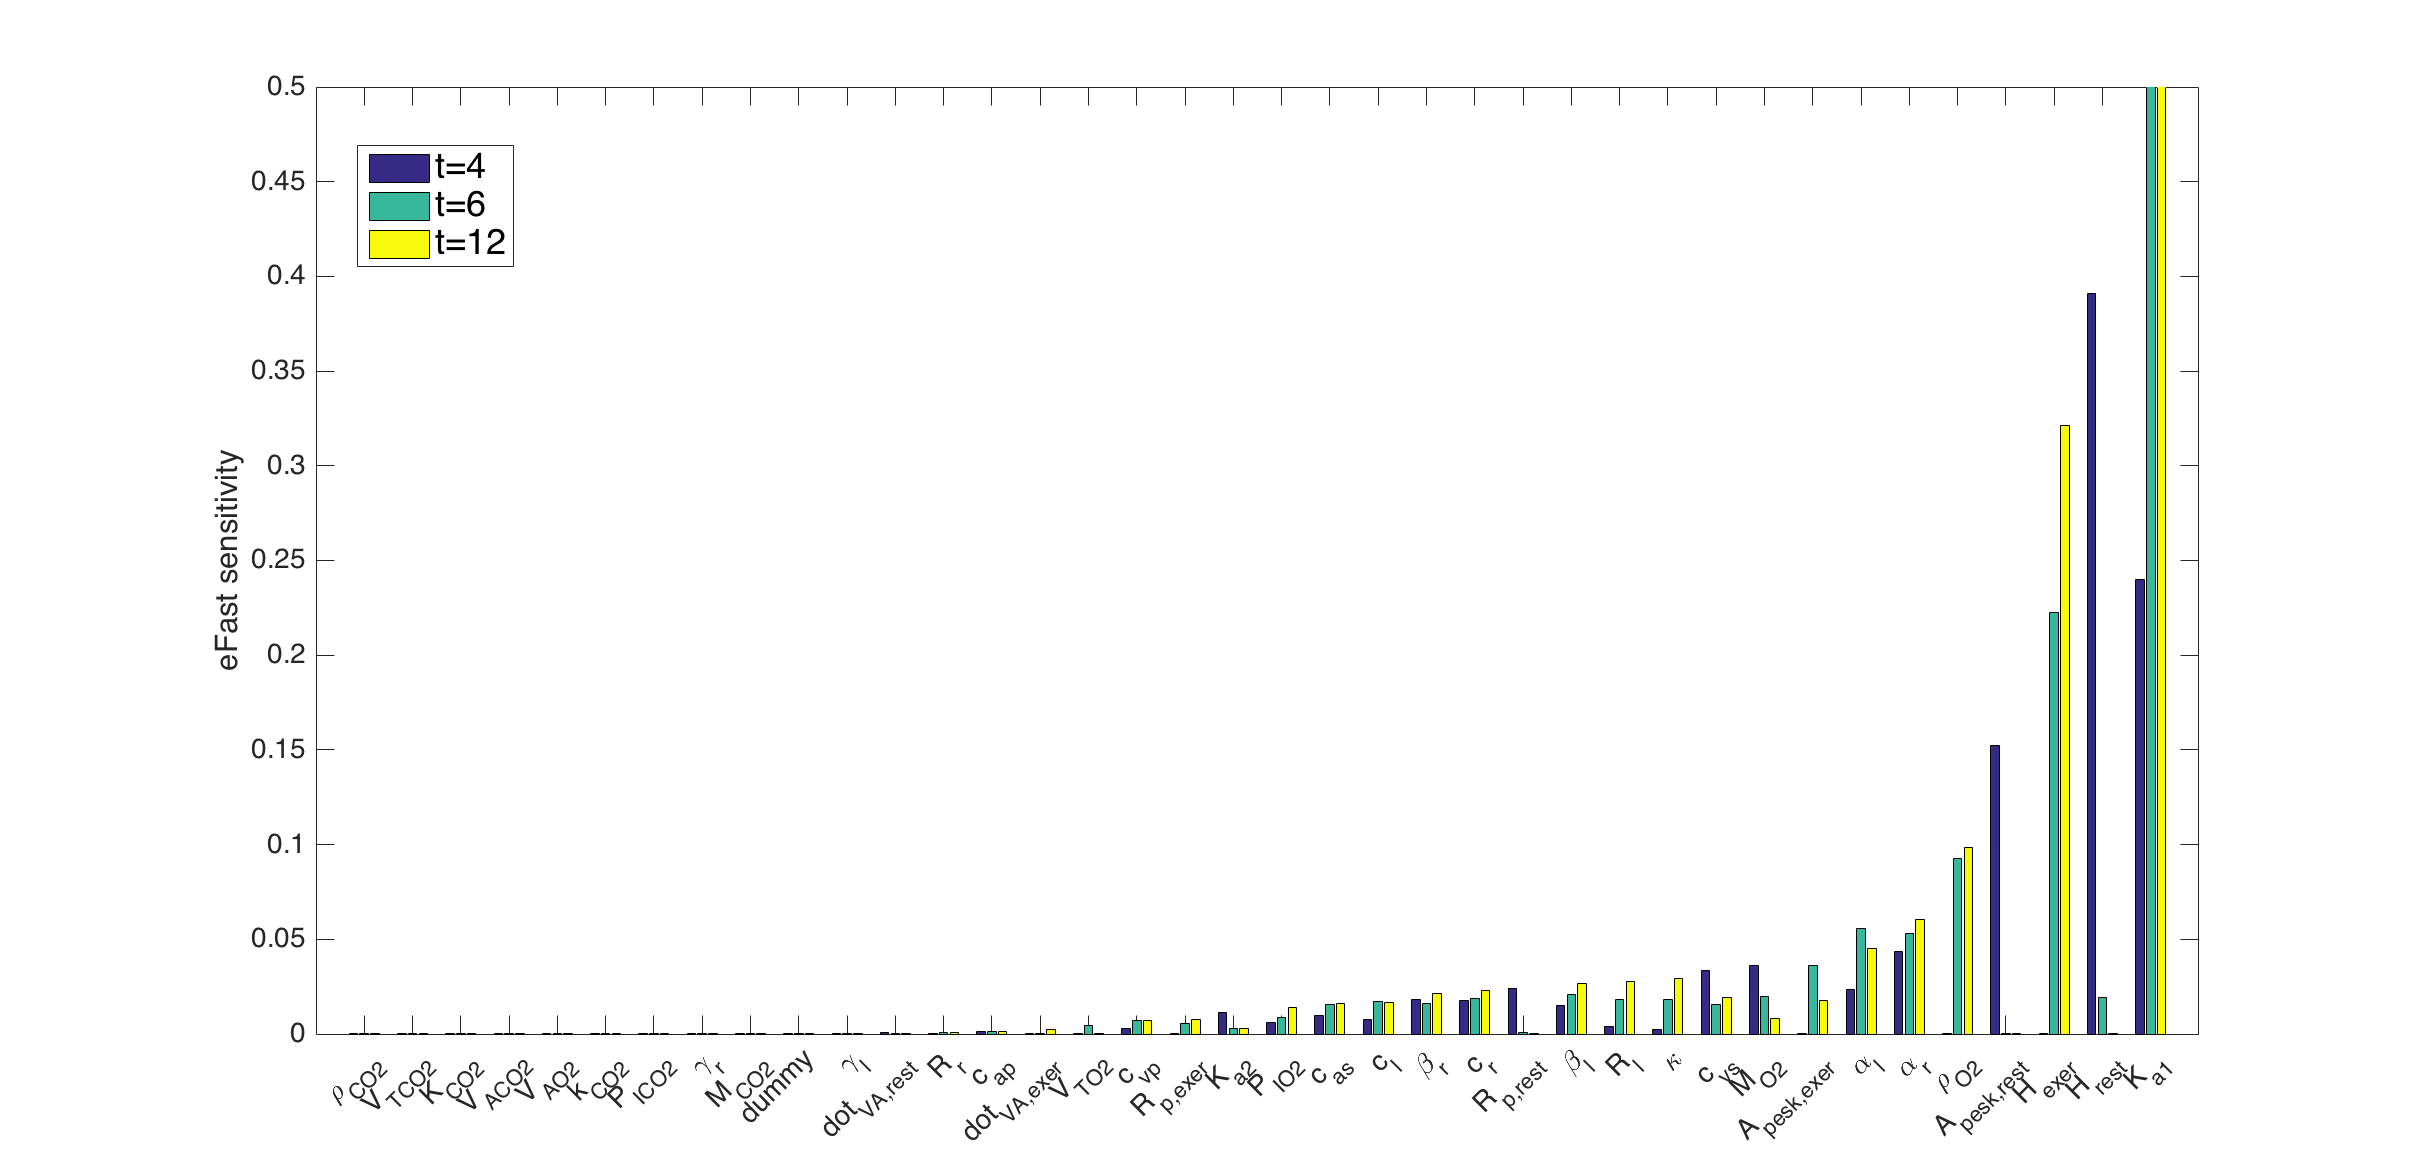 0.5
0.45
0.4
0.35
0.3
0.25
0.2
0.15
0.1
0.05
0
eFast sensitivity
t=4
t=6
t=12
ρ CO2
V TCO2
K CO2
V ACO2
V AO2
k CO2
P ICO2
γ r
M CO2
dummy
γ l
dot VA,rest
R r
c ap
dot VA,exer
V TO2
c vp
R p,exer
K a2
P IO2
c as
c l
β r
c r
R p,rest
β l
R l
κ
c vs
M O2
A pesk,exer
α l
α r
ρ O2
A pesk,rest
H exer
H rest
K a1